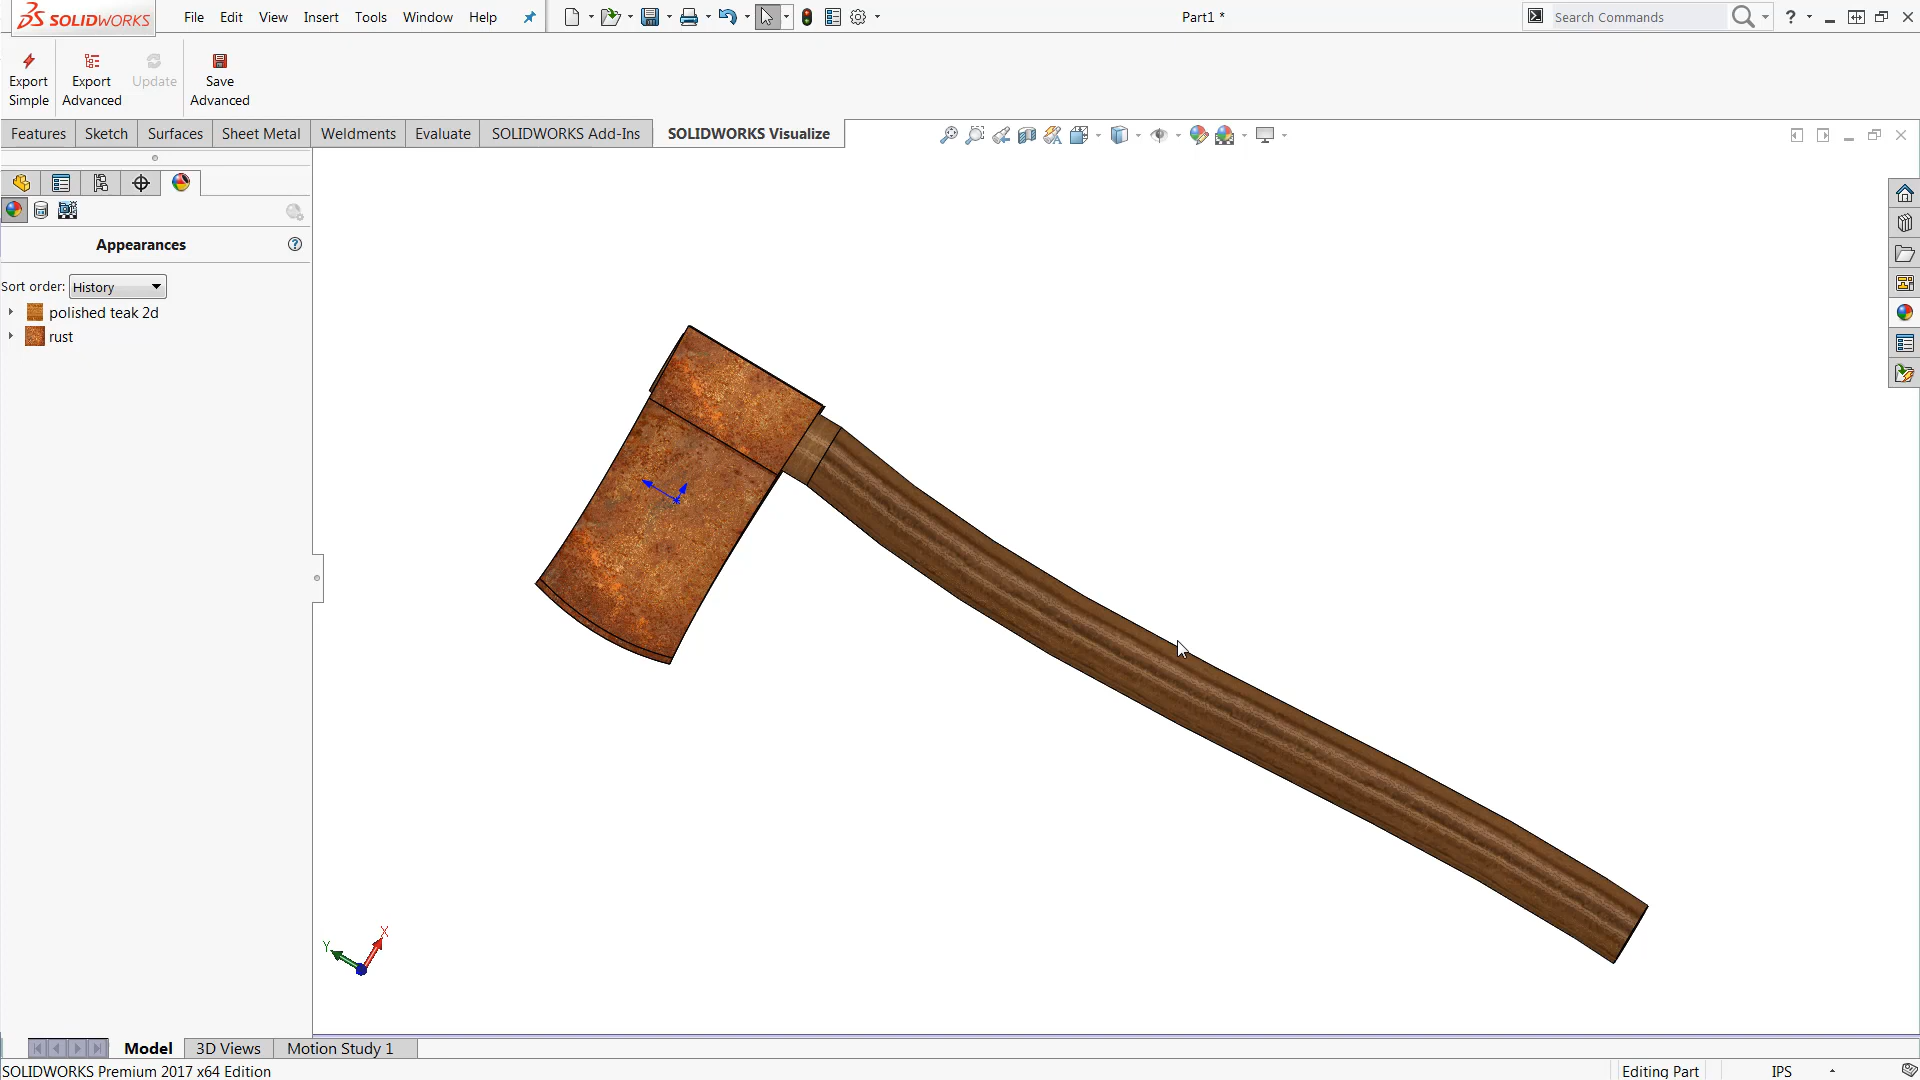 SOLIDWORKS File Edit View Insert Tools Window Help Part1 * Search Commands ?
Export Simple Export Advanced Update Save Advanced
Features Sketch Surfaces Sheet Metal Weldments Evaluate SOLIDWORKS Add-Ins SOLIDWORKS Visualize
Appearances ?
Sort order: History
polished teak 2d
rust
X
Y
Model 3D Views Motion Study 1
SOLIDWORKS Premium 2017 x64 Edition Editing Part IPS